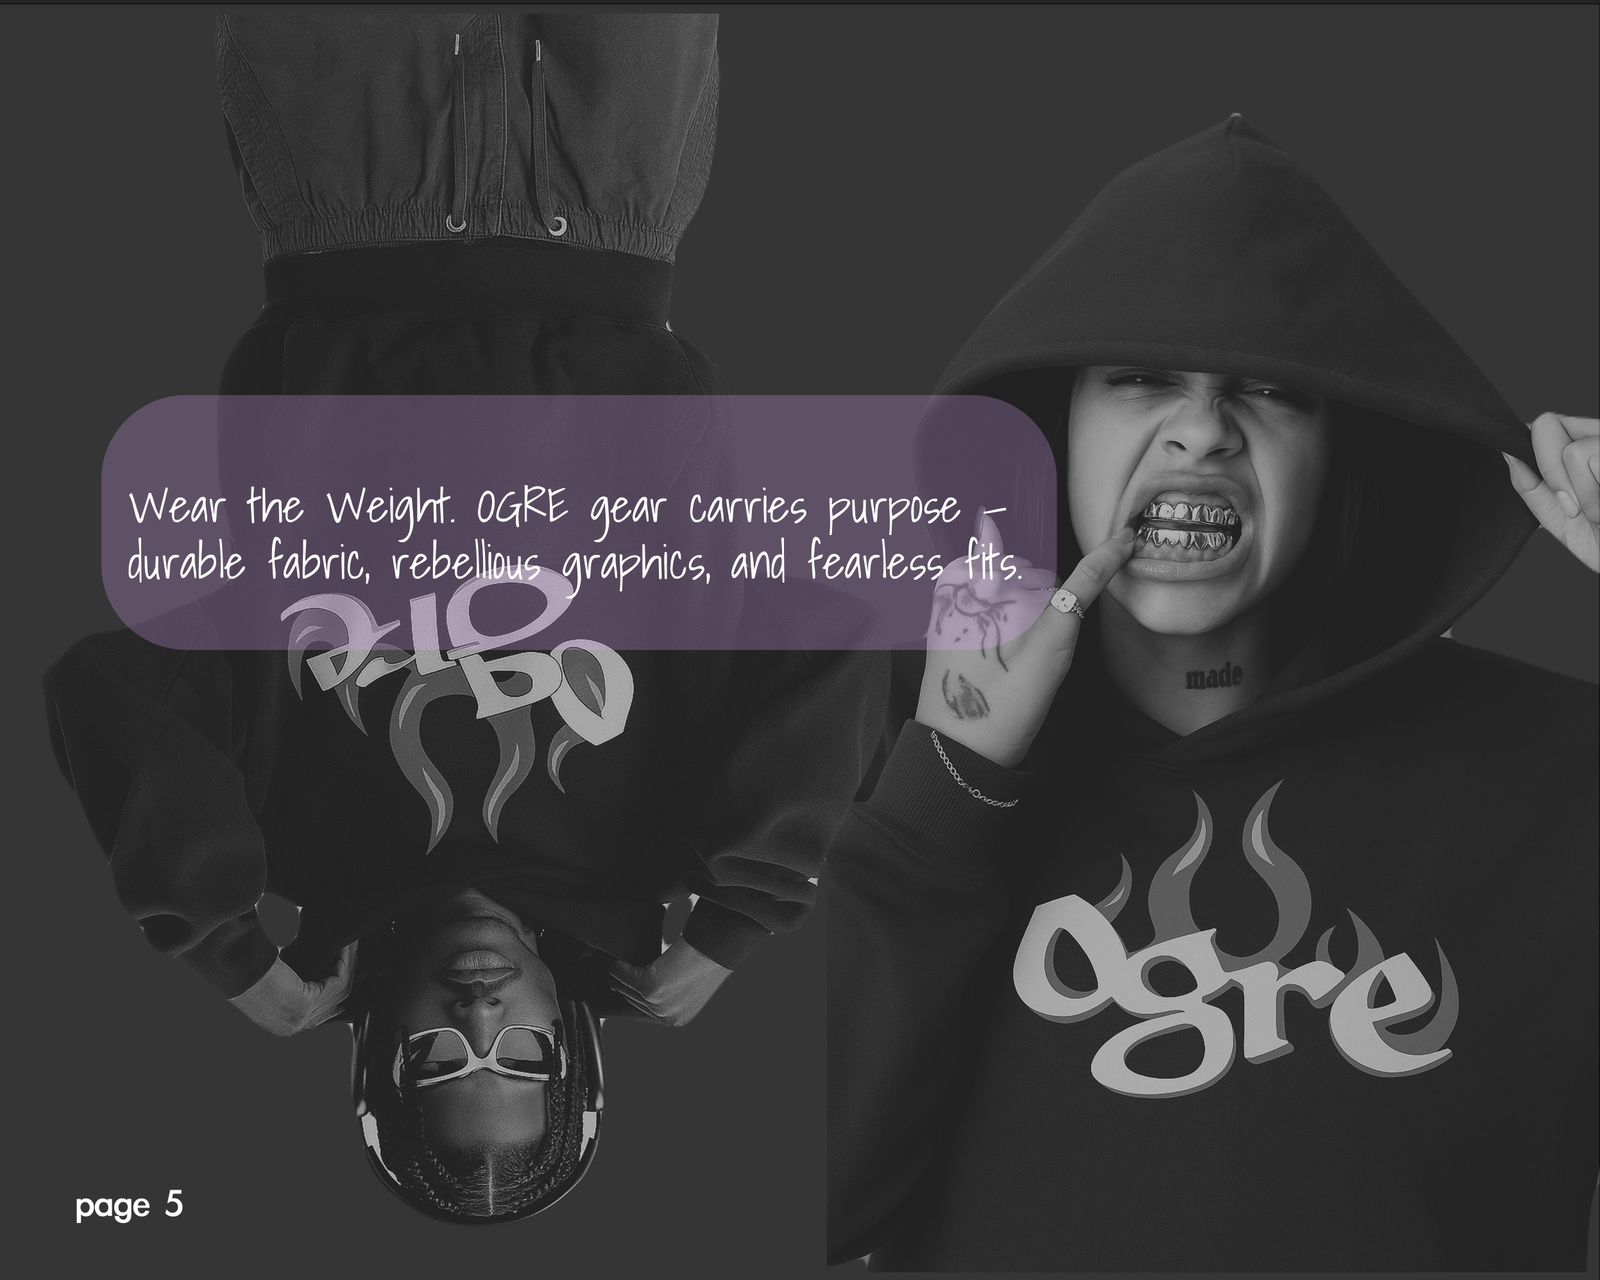 Wear the Weight. OGRE gear carries purpose –
durable fabric, rebellious graphics, and fearless fits.
ogre
made
ogre
page 5